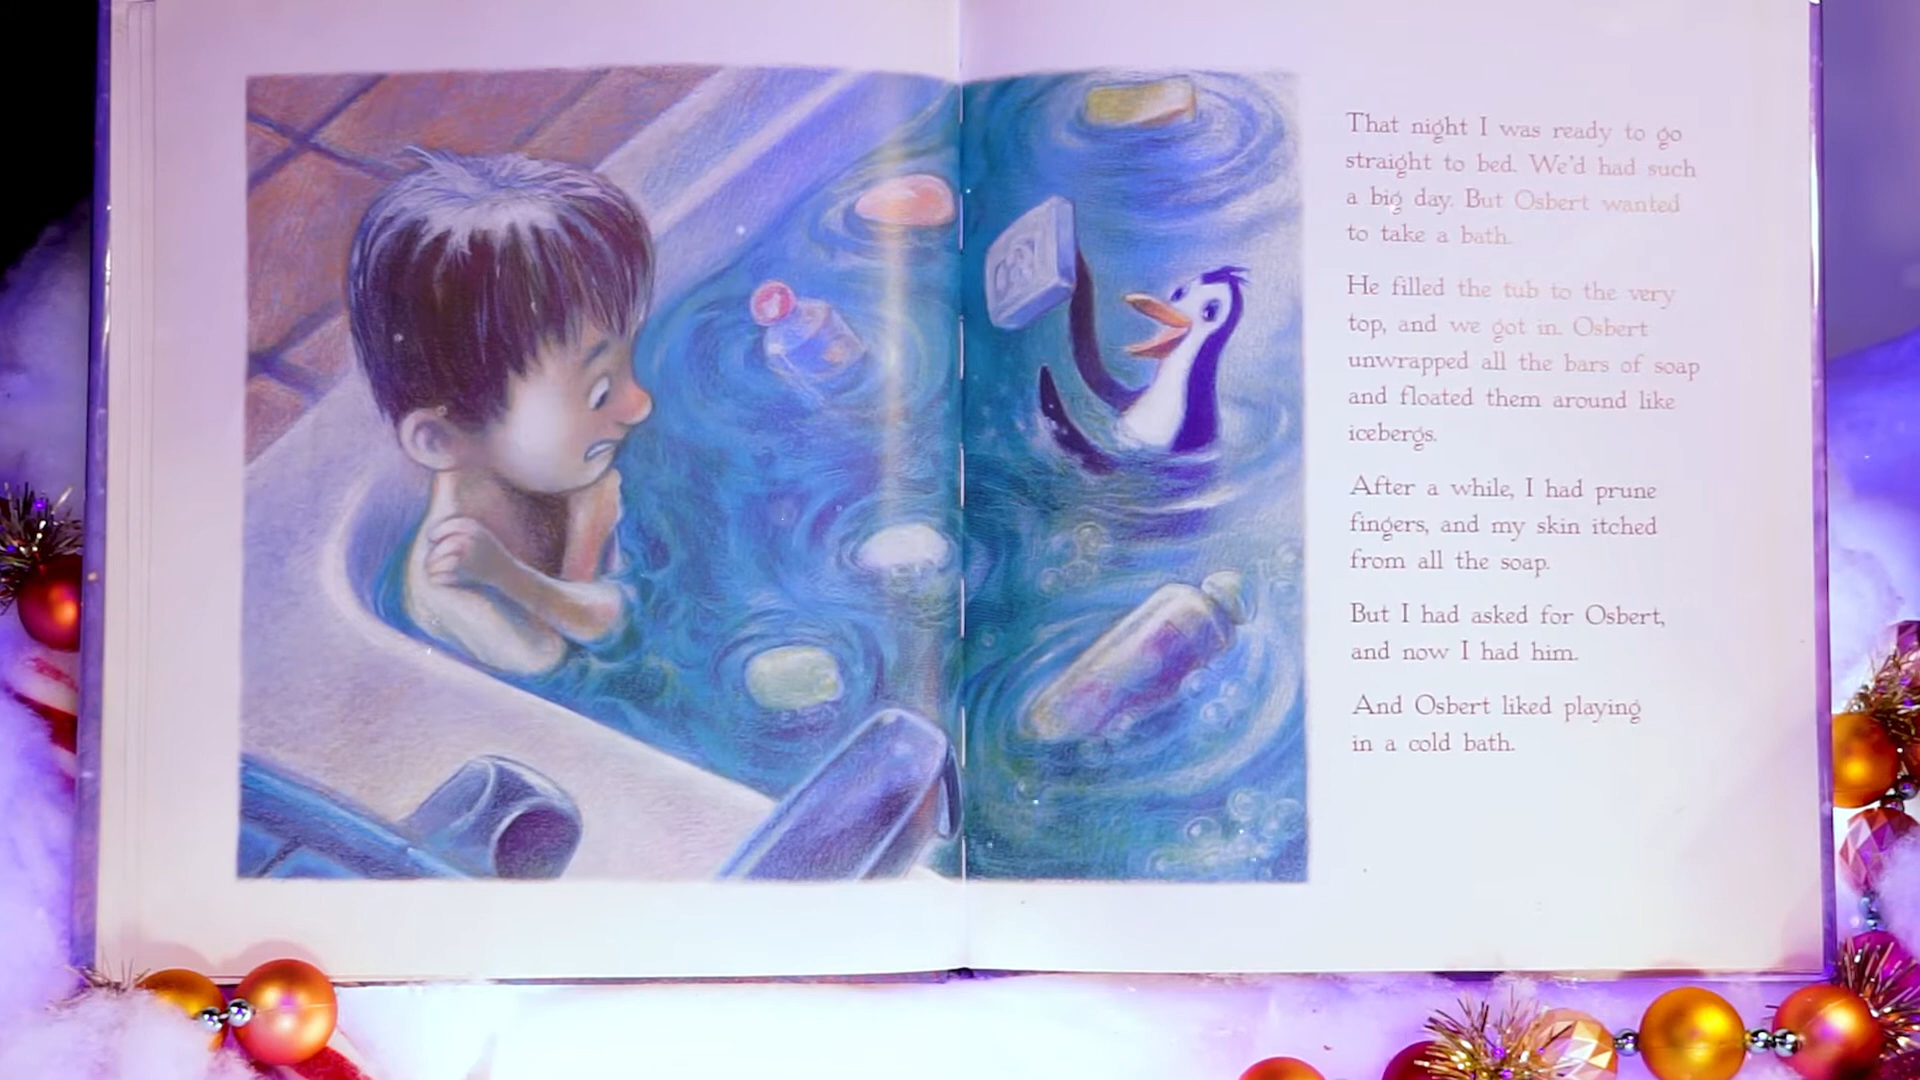 That night I was ready to go
straight to bed. We'd had such
a big day. But Osbert wanted
to take a bath.
He filled the tub to the very
top, and we got in. Osbert
unwrapped all the bars of soap
and floated them around like
icebergs.
After a while, I had prune
fingers, and my skin itched
from all the soap.
But I had asked for Osbert,
and now I had him.
And Osbert liked playing
in a cold bath.